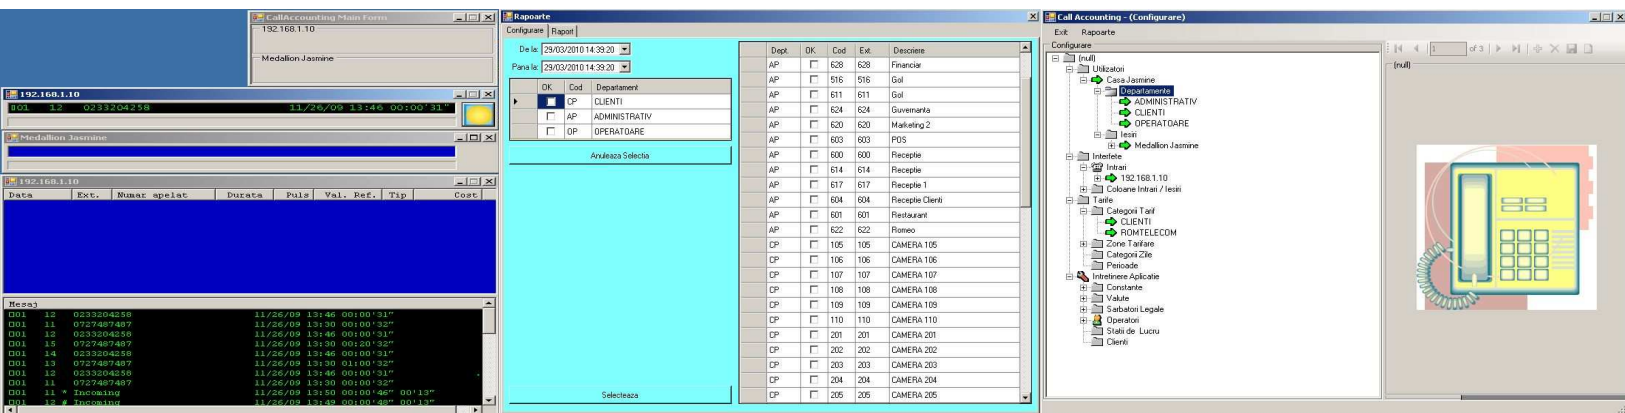 CallAccounting Main Form
192.168.1.10
Medallion Jasmine
192.168.1.10
001 12 0233204258 11/26/09 13:46 00:00'31"
Medallion Jasmine
192.168.1.10
Data Ext. Numar apelat Durata Puls Val. Ref. Tip Cost
Mesaj
001 12 0233204258 11/26/09 13:46 00:00'31"
001 11 0727487487 11/26/09 13:30 00:00'32"
001 12 0233204258 11/26/09 13:46 00:00'31"
001 15 0727487487 11/26/09 13:30 00:20'32"
001 14 0233204258 11/26/09 13:46 00:00'31"
001 13 0727487487 11/26/09 13:30 01:00'32"
001 12 0233204258 11/26/09 13:46 00:00'31"
001 11 0727487487 11/26/09 13:30 00:00'32"
001 11 * Incoming 11/26/09 13:50 00:00'46" 00'13"
001 12 # Incoming 11/26/09 13:49 00:00'48" 00'13"
Rapoarte
Configurare Raport
De la: 29/03/2010 14:39:20
Pana la: 29/03/2010 14:39:20
OK Cod Departament
CP CLIENTI
AP ADMINISTRATIV
OP OPERATOARE
Anuleaza Selectia
Selecteaza
Dept. OK Cod Ext. Descriere
AP 628 628 Financiar
AP 516 516 Gol
AP 611 611 Gol
AP 624 624 Guvernanta
AP 620 620 Marketing 2
AP 603 603 POS
AP 600 600 Receptie
AP 614 614 Receptie
AP 617 617 Receptie 1
AP 604 604 Receptie Clienti
AP 601 601 Restaurant
AP 622 622 Romeo
CP 105 105 CAMERA 105
CP 106 106 CAMERA 106
CP 107 107 CAMERA 107
CP 108 108 CAMERA 108
CP 109 109 CAMERA 109
CP 110 110 CAMERA 110
CP 201 201 CAMERA 201
CP 202 202 CAMERA 202
CP 203 203 CAMERA 203
CP 204 204 CAMERA 204
CP 205 205 CAMERA 205
Call Accounting - (Configurare)
Exit Rapoarte
Configurare
1 of 3
(null)
Utilizatori
Casa Jasmine
Departamente
ADMINISTRATIV
CLIENTI
OPERATOARE
Iesiri
Medallion Jasmine
Interfete
Intrari
192.168.1.10
Coloane Intrari / Iesiri
Tarife
Categorii Tarif
CLIENTI
ROMTELECOM
Zone Tarifare
Categorii Zile
Perioade
Intretinere Aplicatie
Constante
Valute
Sarbatori Legale
Operatori
Statii de Lucru
Clienti
(null)